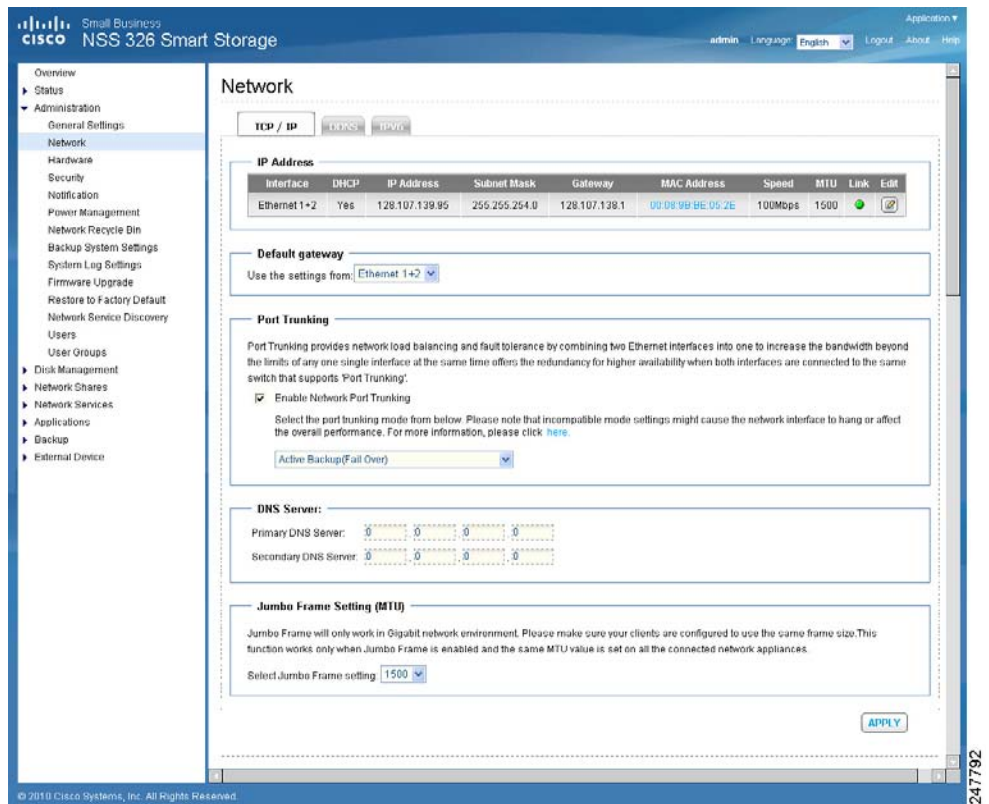 Application
Small Business
CISCO
NSS 326 Smart Storage
admin Language: English Logout About Help
Overview
Status
Administration
General Settings
Network
Hardware
Security
Notification
Power Management
Network Recycle Bin
Backup System Settings
System Log Settings
Firmware Upgrade
Restore to Factory Default
Network Service Discovery
Users
User Groups
Disk Management
Network Shares
Network Services
Applications
Backup
External Device
Network
TCP / IP DDNS IPV6
IP Address
Interface DHCP IP Address Subnet Mask Gateway MAC Address Speed MTU Link Edit
Ethernet 1+2 Yes 128.107.139.95 255.255.254.0 128.107.138.1 00:08:9B:BE:05:2E 100Mbps 1500
Default gateway
Use the settings from: Ethernet 1+2
Port Trunking
Port Trunking provides network load balancing and fault tolerance by combining two Ethernet interfaces into one to increase the bandwidth beyond
the limits of any one single interface at the same time offers the redundancy for higher availability when both interfaces are connected to the same
switch that supports 'Port Trunking'.
Enable Network Port Trunking
Select the port trunking mode from below. Please note that incompatible mode settings might cause the network interface to hang or affect
the overall performance. For more information, please click here.
Active Backup(Fail Over)
DNS Server:
Primary DNS Server: 0 . 0 . 0 . 0
Secondary DNS Server: 0 . 0 . 0 . 0
Jumbo Frame Setting (MTU)
Jumbo Frame will only work in Gigabit network environment. Please make sure your clients are configured to use the same frame size.This
function works only when Jumbo Frame is enabled and the same MTU value is set on all the connected network appliances.
Select Jumbo Frame setting 1500
APPLY
© 2010 Cisco Systems, Inc. All Rights Reserved.
247792